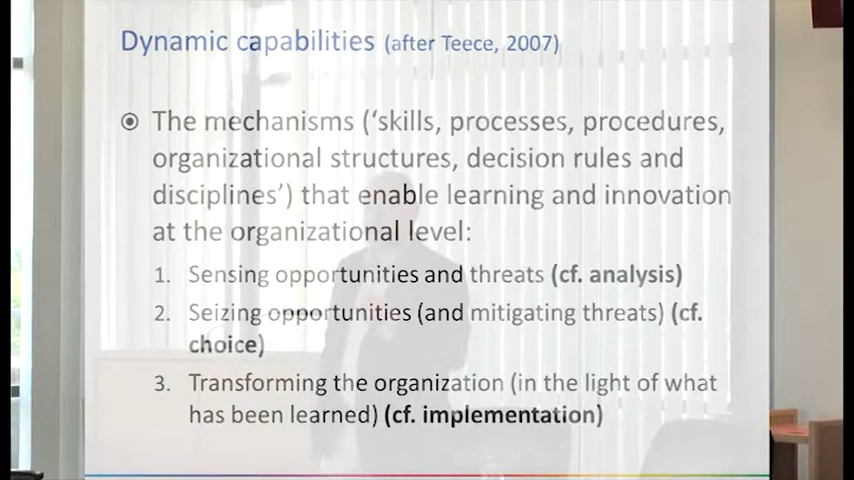 Dynamic capabilities (after Teece, 2007)
The mechanisms (‘skills, processes, procedures,
organizational structures, decision rules and
disciplines’) that enable learning and innovation
at the organizational level:
1. Sensing opportunities and threats (cf. analysis)
2. Seizing opportunities (and mitigating threats) (cf.
choice)
3. Transforming the organization (in the light of what
has been learned) (cf. implementation)